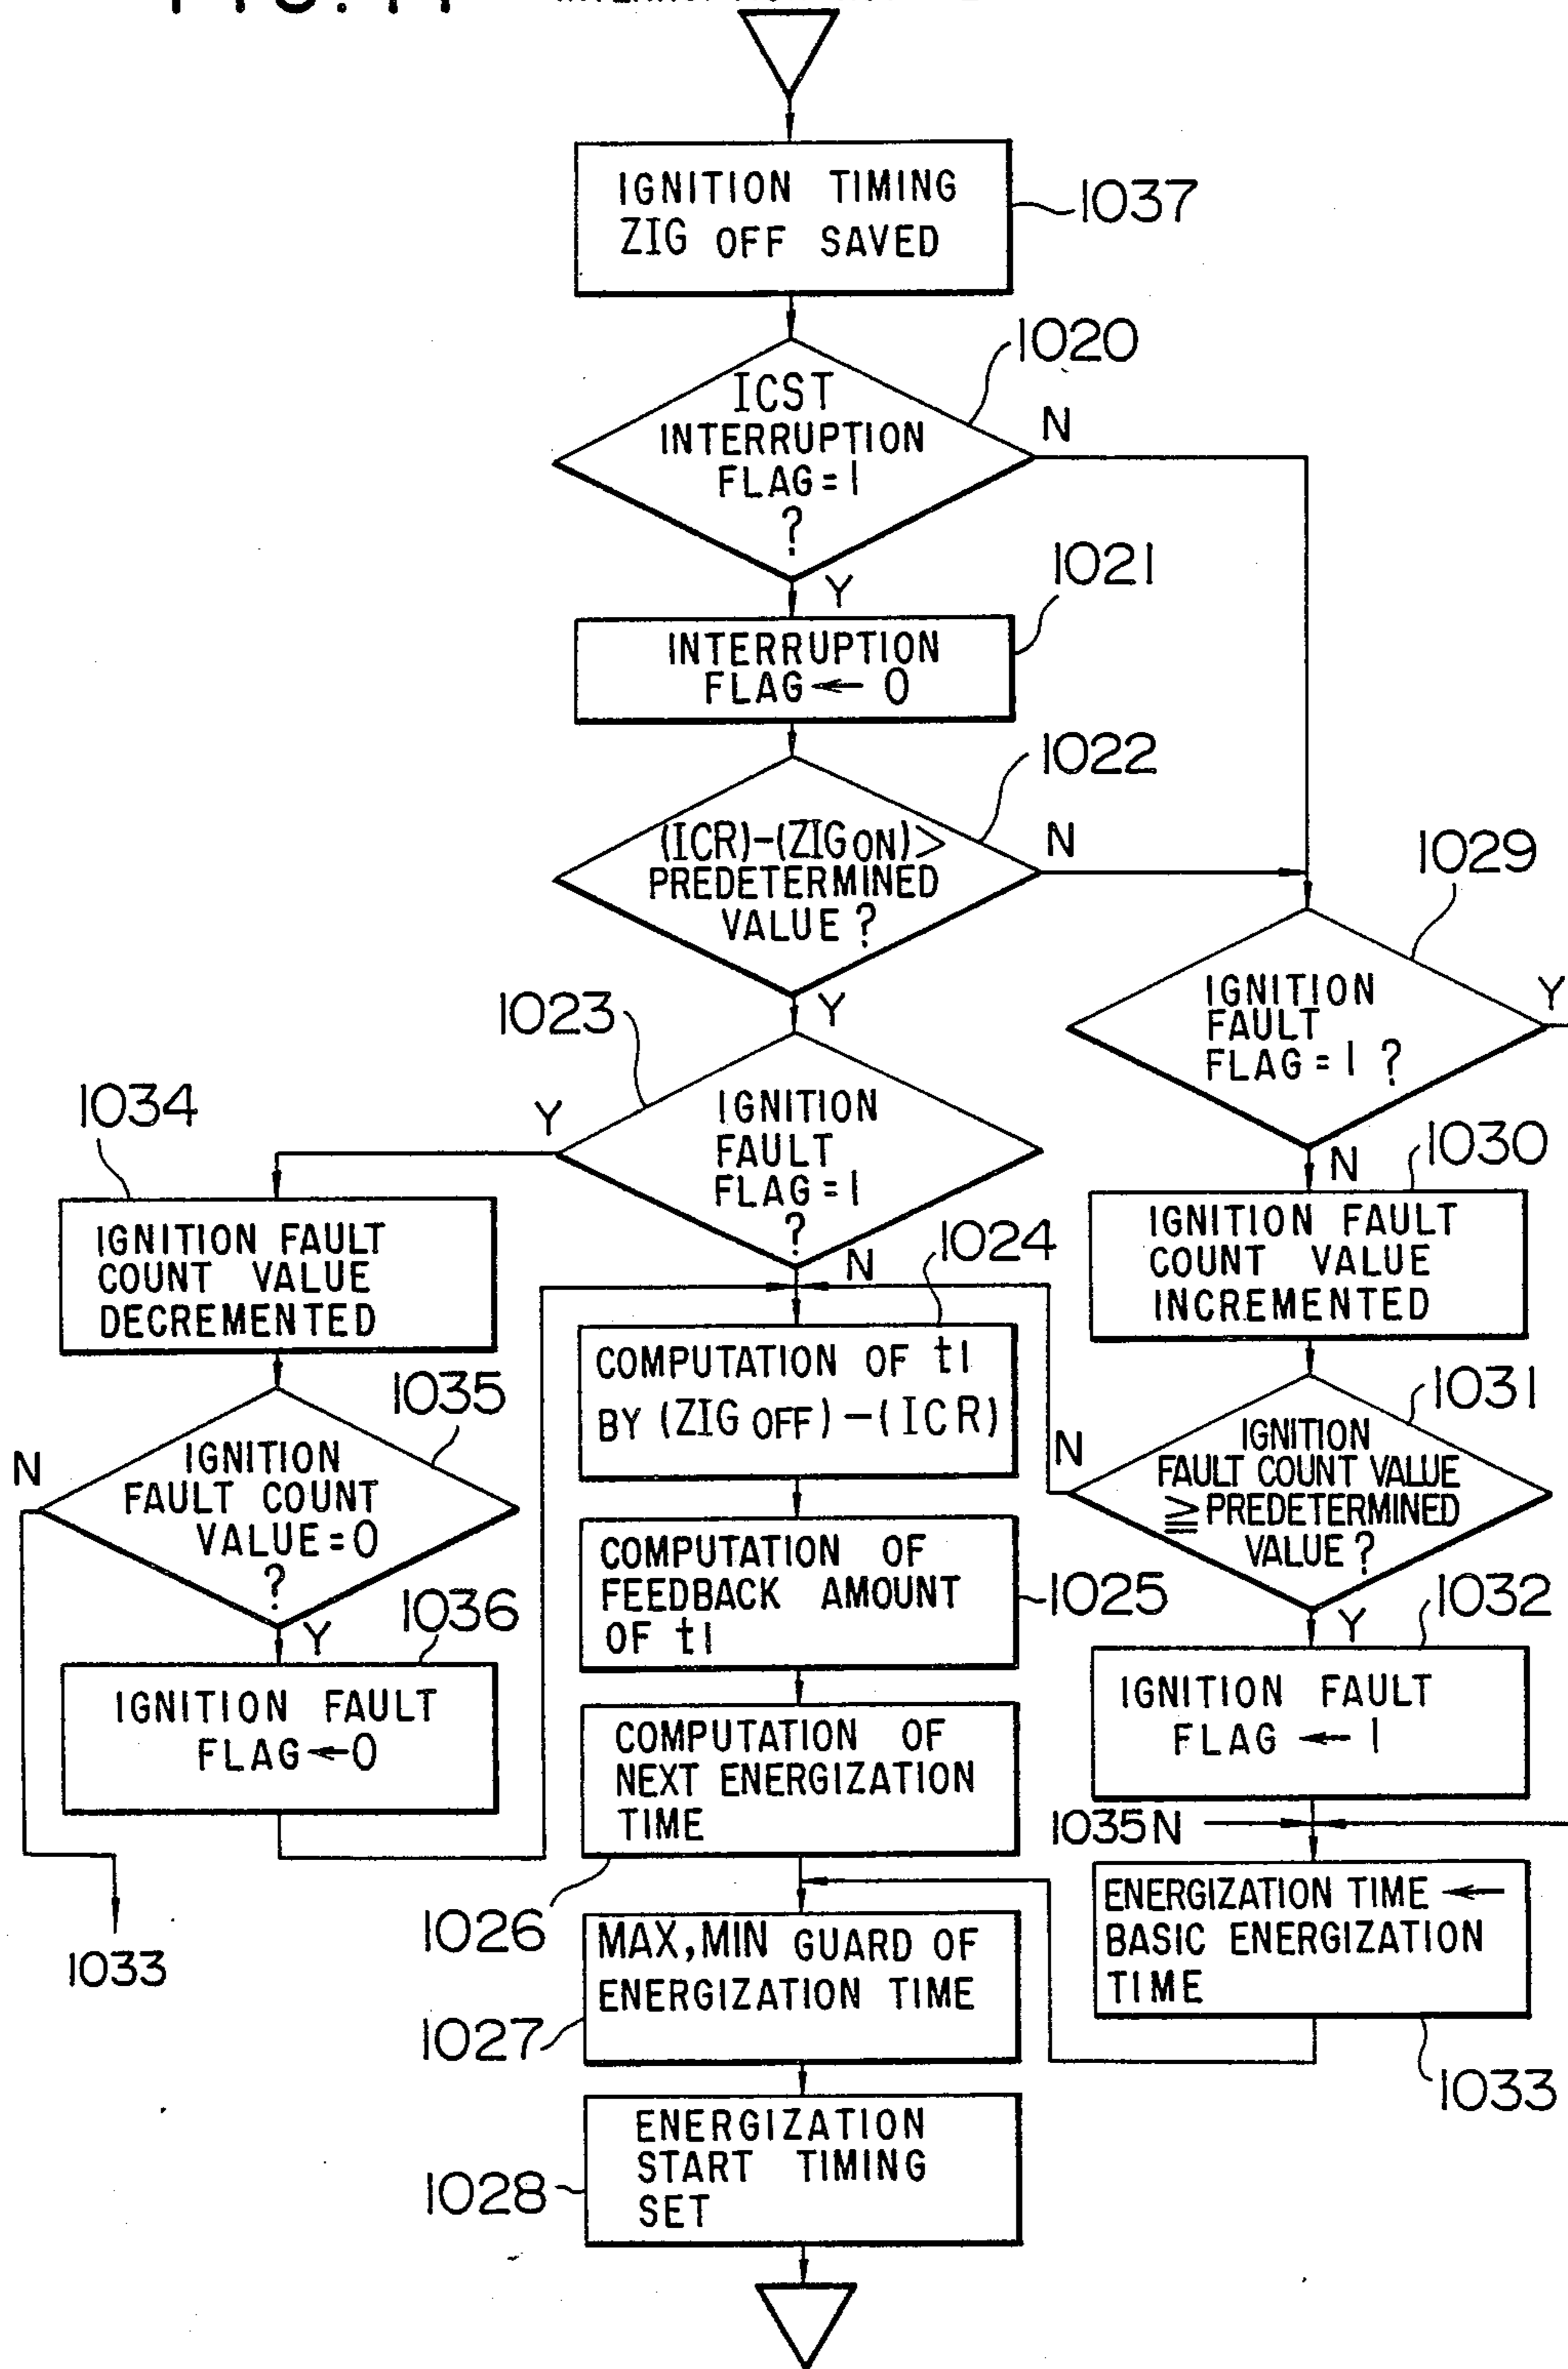 IGNITION TIMING
ZIG OFF SAVED
1037
1020
ICST
INTERRUPTION
FLAG=1
?
N
Y
1021
INTERRUPTION
FLAG ← 0
1022
(ICR)-(ZIG ON)>
PREDETERMINED
VALUE?
N
Y
1029
IGNITION
FAULT
FLAG=1 ?
Y
N
1023
IGNITION
FAULT
FLAG=1
?
Y
N
1034
IGNITION FAULT
COUNT VALUE
DECREMENTED
1030
IGNITION FAULT
COUNT VALUE
INCREMENTED
1024
COMPUTATION OF t1
BY (ZIG OFF)-(ICR)
1035
IGNITION
FAULT COUNT
VALUE=0
?
N
Y
1031
IGNITION
FAULT COUNT VALUE
≧PREDETERMINED
VALUE?
N
Y
COMPUTATION OF
FEEDBACK AMOUNT
OF t1
1025
1036
IGNITION FAULT
FLAG←0
1032
IGNITION FAULT
FLAG ← 1
COMPUTATION OF
NEXT ENERGIZATION
TIME
1026
1035N
ENERGIZATION TIME ←
BASIC ENERGIZATION
TIME
1033
1033
MAX,MIN GUARD OF
ENERGIZATION TIME
1027
ENERGIZATION
START TIMING
SET
1028